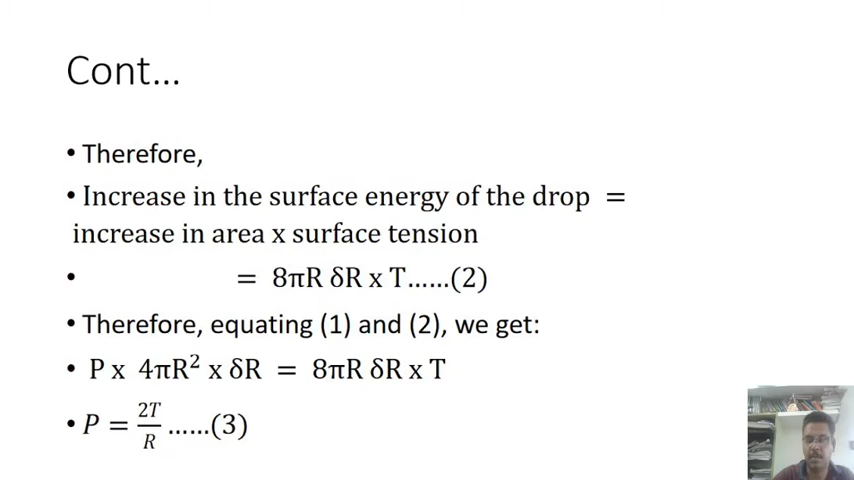 Cont...
• Therefore,
• Increase in the surface energy of the drop =
increase in area x surface tension
• = 8πR δR x T……(2)
• Therefore, equating (1) and (2), we get:
• P x 4πR² x δR = 8πR δR x T
• P = 2T/R ……(3)